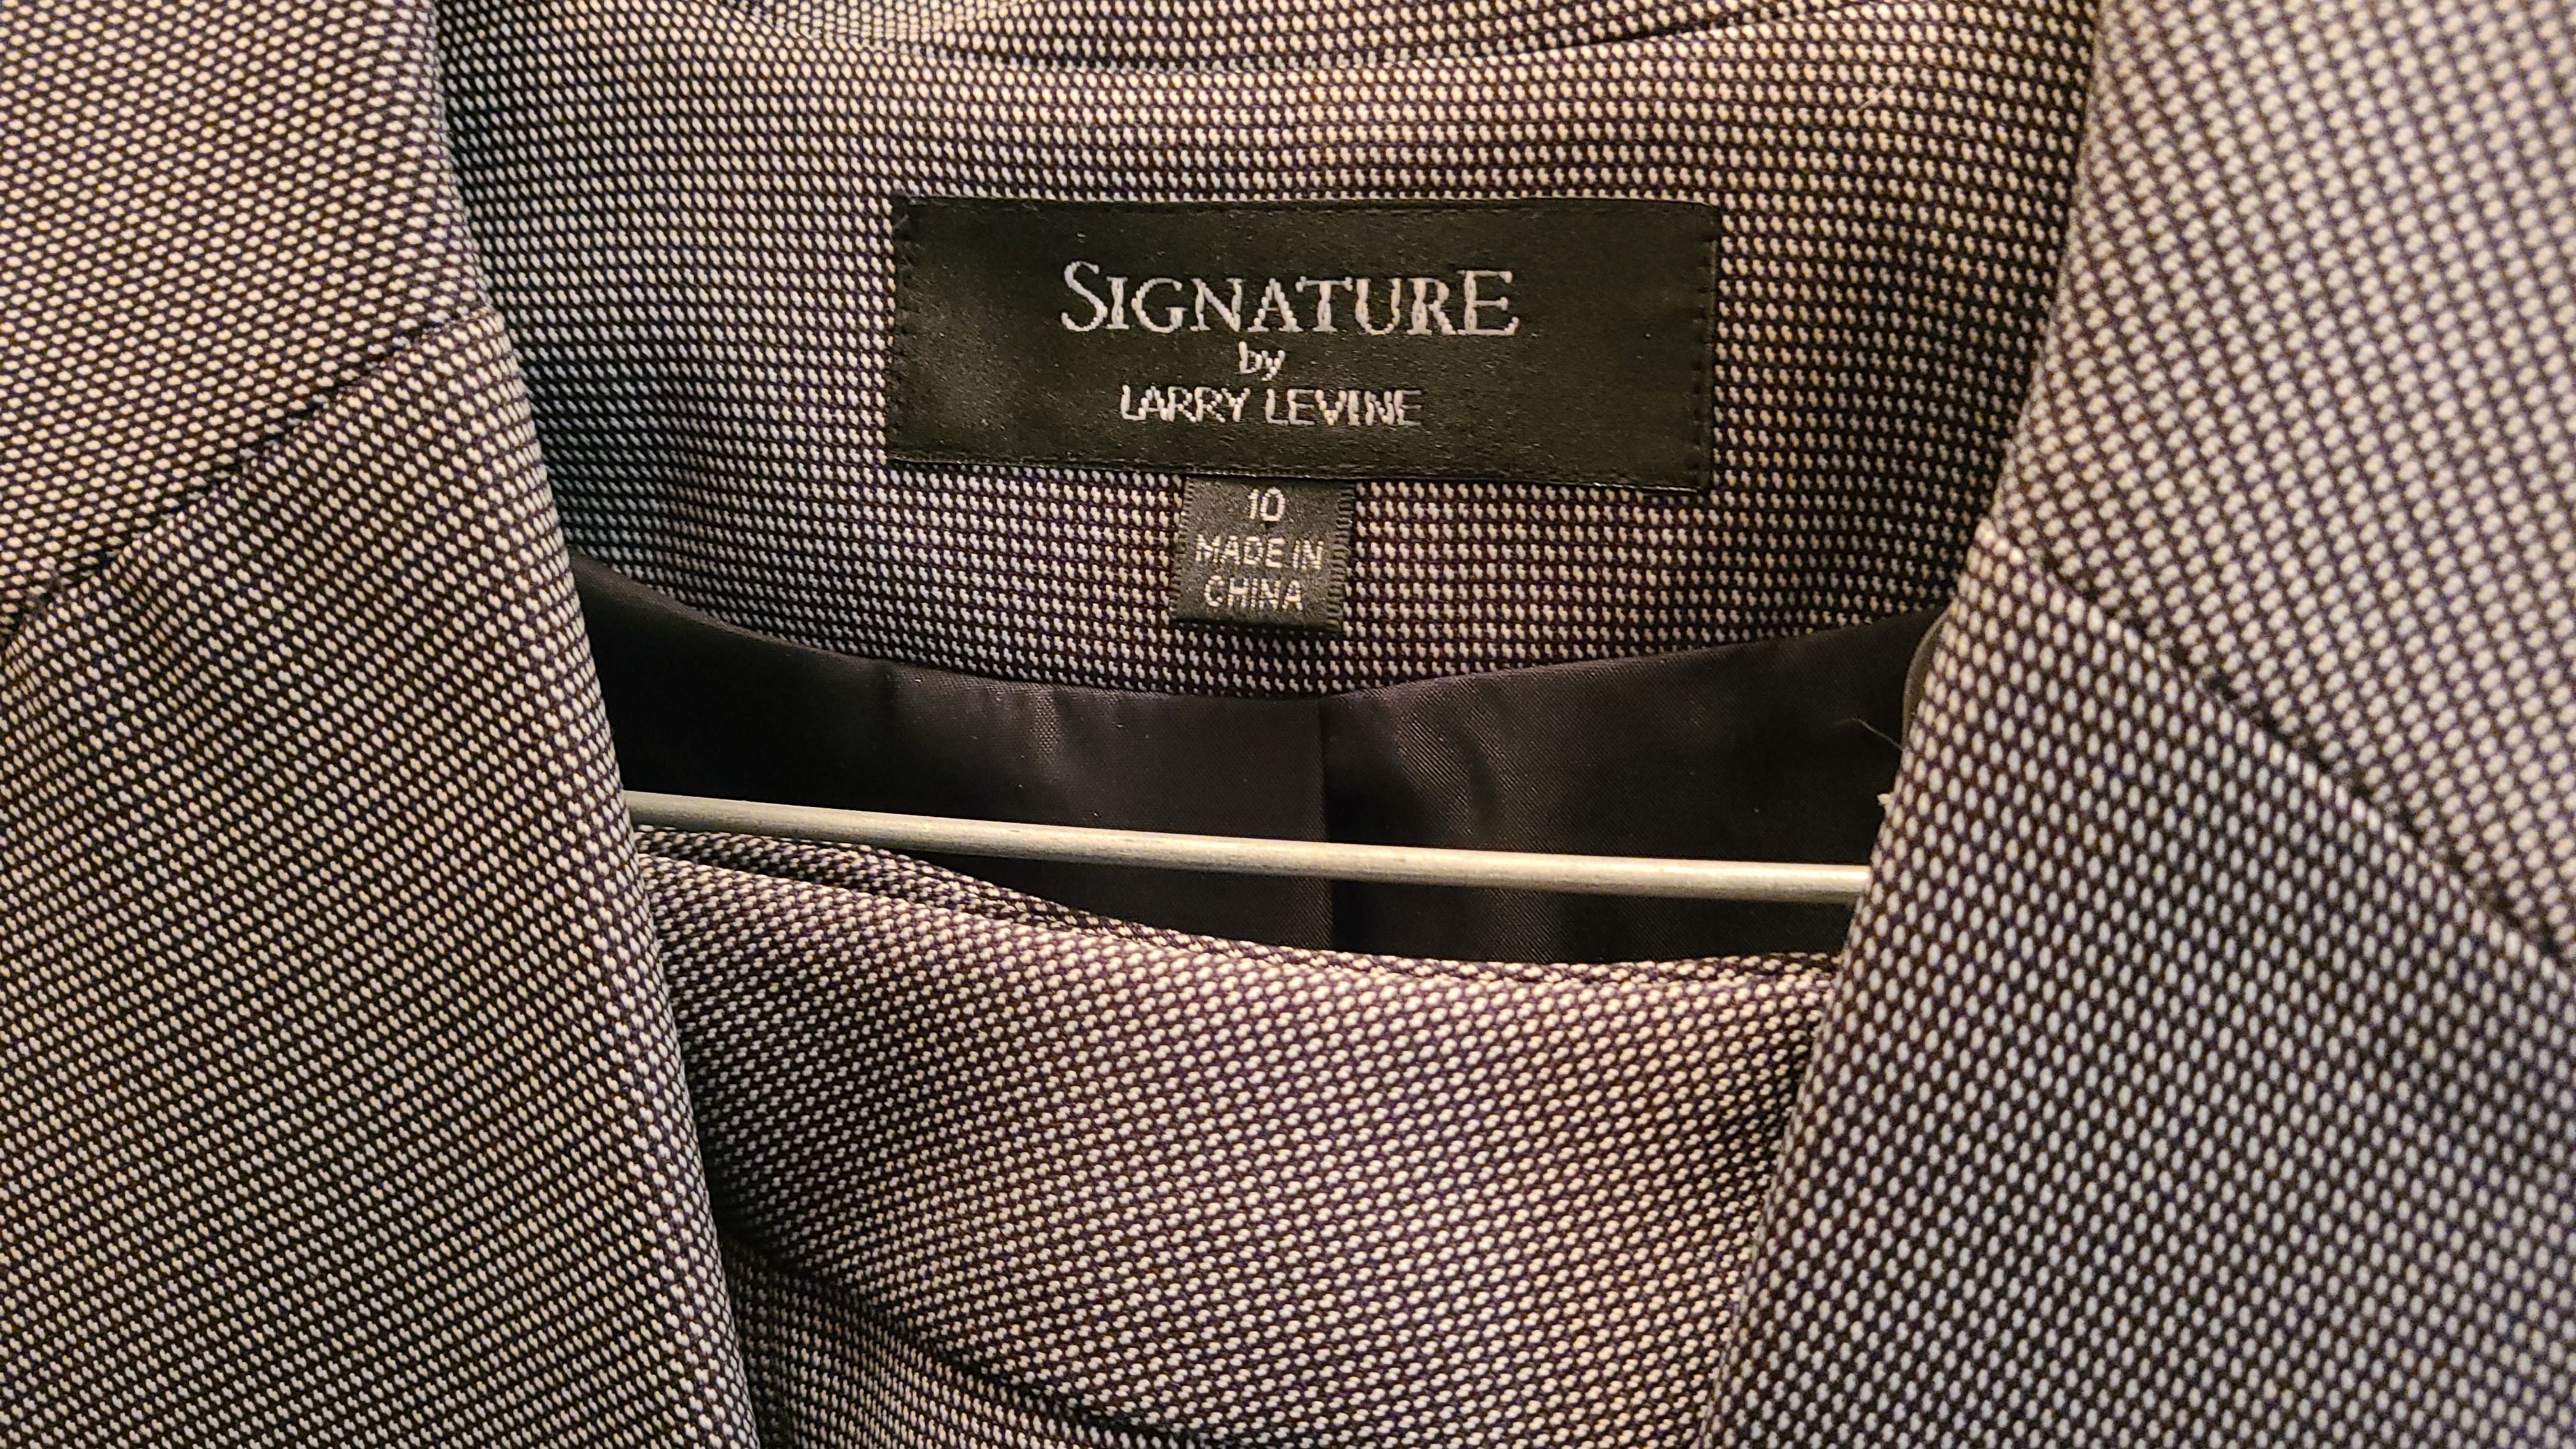 SIGNATURE
by
LARRY LEVINE
10
MADE IN
CHINA